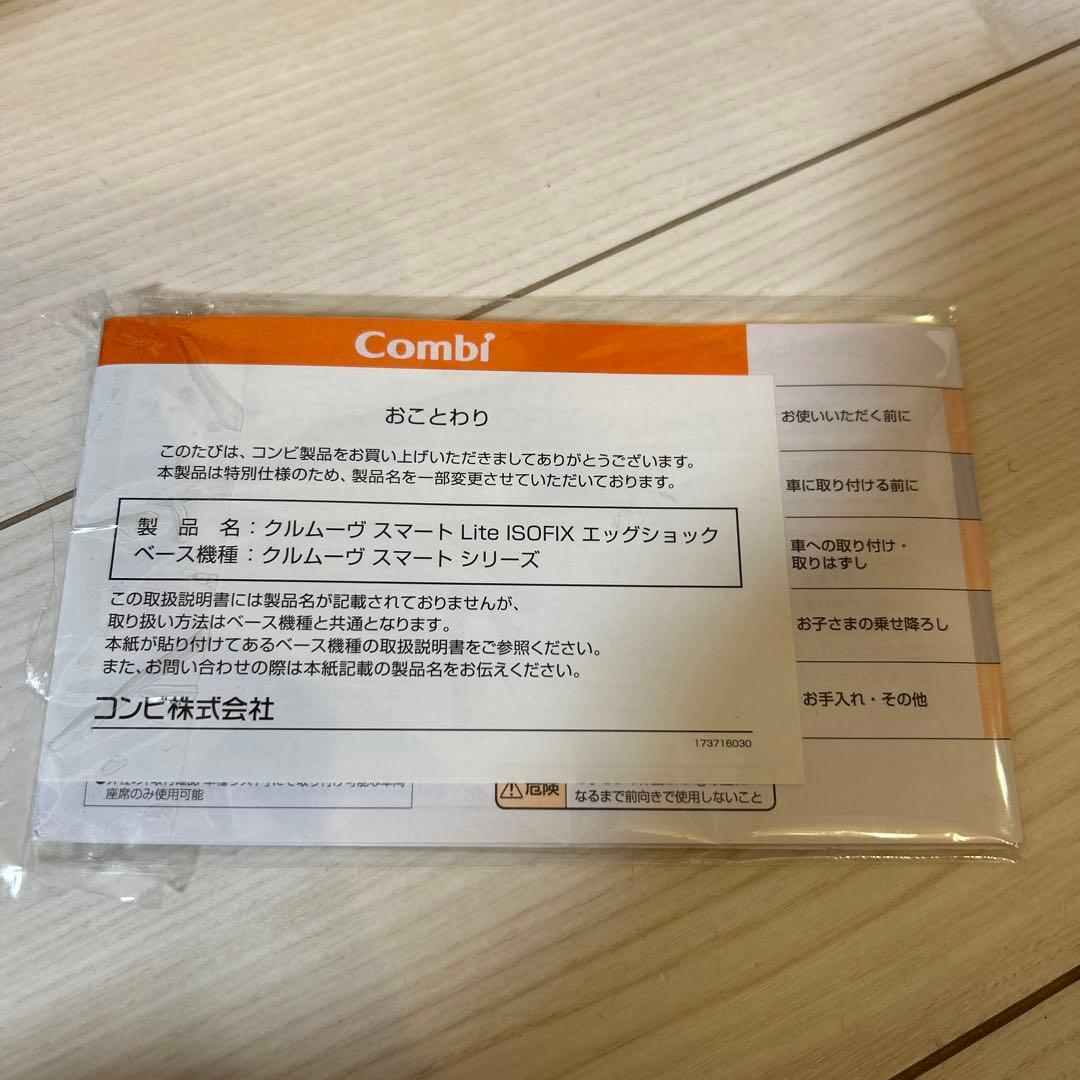 Combi
おことわり
このたびは、コンビ製品をお買い上げいただきましてありがとうございます。
本製品は特別仕様のため、製品名を一部変更させていただいております。
製 品 名：クルムーヴ スマート Lite ISOFIX エッグショック
ベース機種：クルムーヴ スマート シリーズ
この取扱説明書には製品名が記載されておりませんが、
取り扱い方法はベース機種と共通となります。
本紙が貼り付けてあるベース機種の取扱説明書をご参照ください。
また、お問い合わせの際は本紙記載の製品名をお伝えください。
コンビ株式会社
173716030
座席のみ使用可能
危険
なるまで前向きで使用しないこと
お使いいただく前に
車に取り付ける前に
車への取り付け・
取りはずし
お子さまの乗せ降ろし
お手入れ・その他